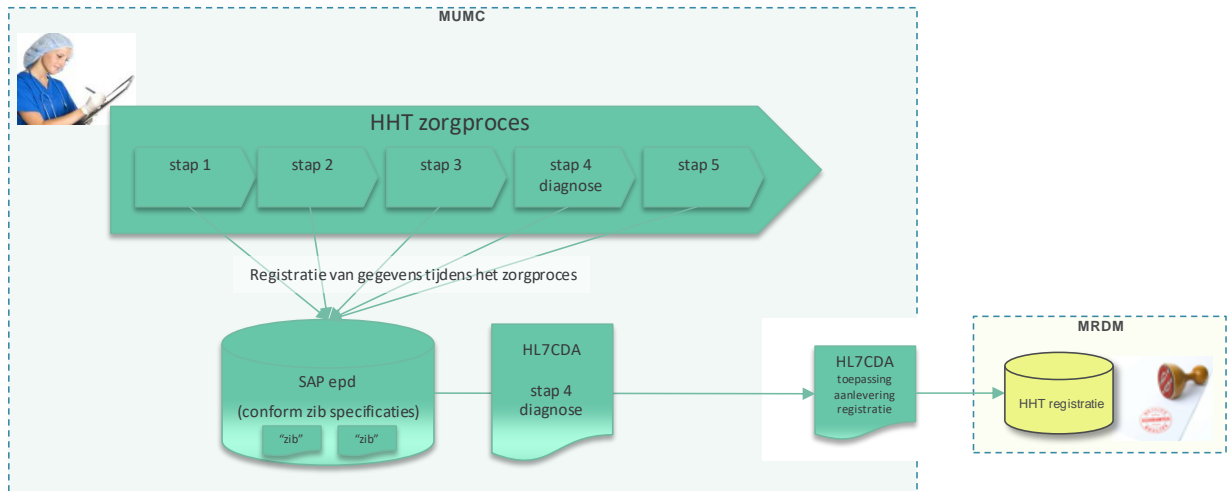 MUMC
HHT zorgproces
stap 1
stap 2
stap 3
stap 4
diagnose
stap 5
Registratie van gegevens tijdens het zorgproces
SAP epd
(conform zib specificaties)
“zib”
“zib”
HL7CDA
stap 4
diagnose
HL7CDA
toepassing
aanlevering
registratie
MRDM
HHT registratie